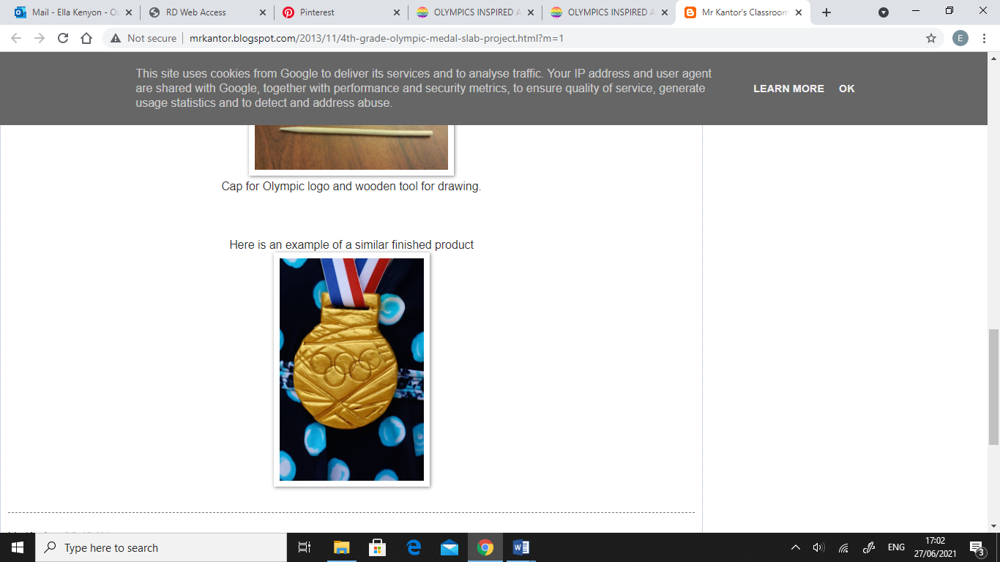 Mail - Ella Kenyon - O
RD Web Access
Pinterest
OLYMPICS INSPIRED A
OLYMPICS INSPIRED A
Mr Kantor's Classroom
Not secure
mrkantor.blogspot.com/2013/11/4th-grade-olympic-medal-slab-project.html?m=1
E
This site uses cookies from Google to deliver its services and to analyse traffic. Your IP address and user agent
are shared with Google, together with performance and security metrics, to ensure quality of service, generate
usage statistics and to detect and address abuse.
LEARN MORE
OK
Cap for Olympic logo and wooden tool for drawing.
Here is an example of a similar finished product
Type here to search
ENG
17:02
27/06/2021
3